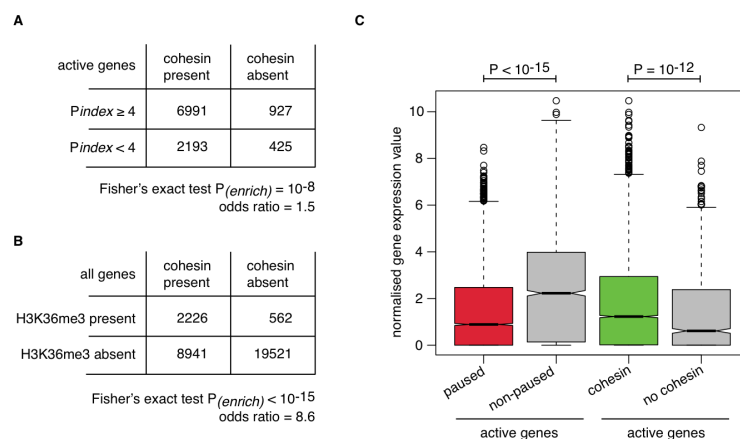 A
active genes
cohesin present
cohesin absent
Pindex ≥ 4
6991
927
Pindex < 4
2193
425
Fisher's exact test P(enrich) = 10-8
odds ratio = 1.5
B
all genes
cohesin present
cohesin absent
H3K36me3 present
2226
562
H3K36me3 absent
8941
19521
Fisher's exact test P(enrich) < 10-15
odds ratio = 8.6
C
P < 10-15
P = 10-12
normalised gene expression value
10
8
6
4
2
0
paused
non-paused
cohesin
no cohesin
active genes
active genes